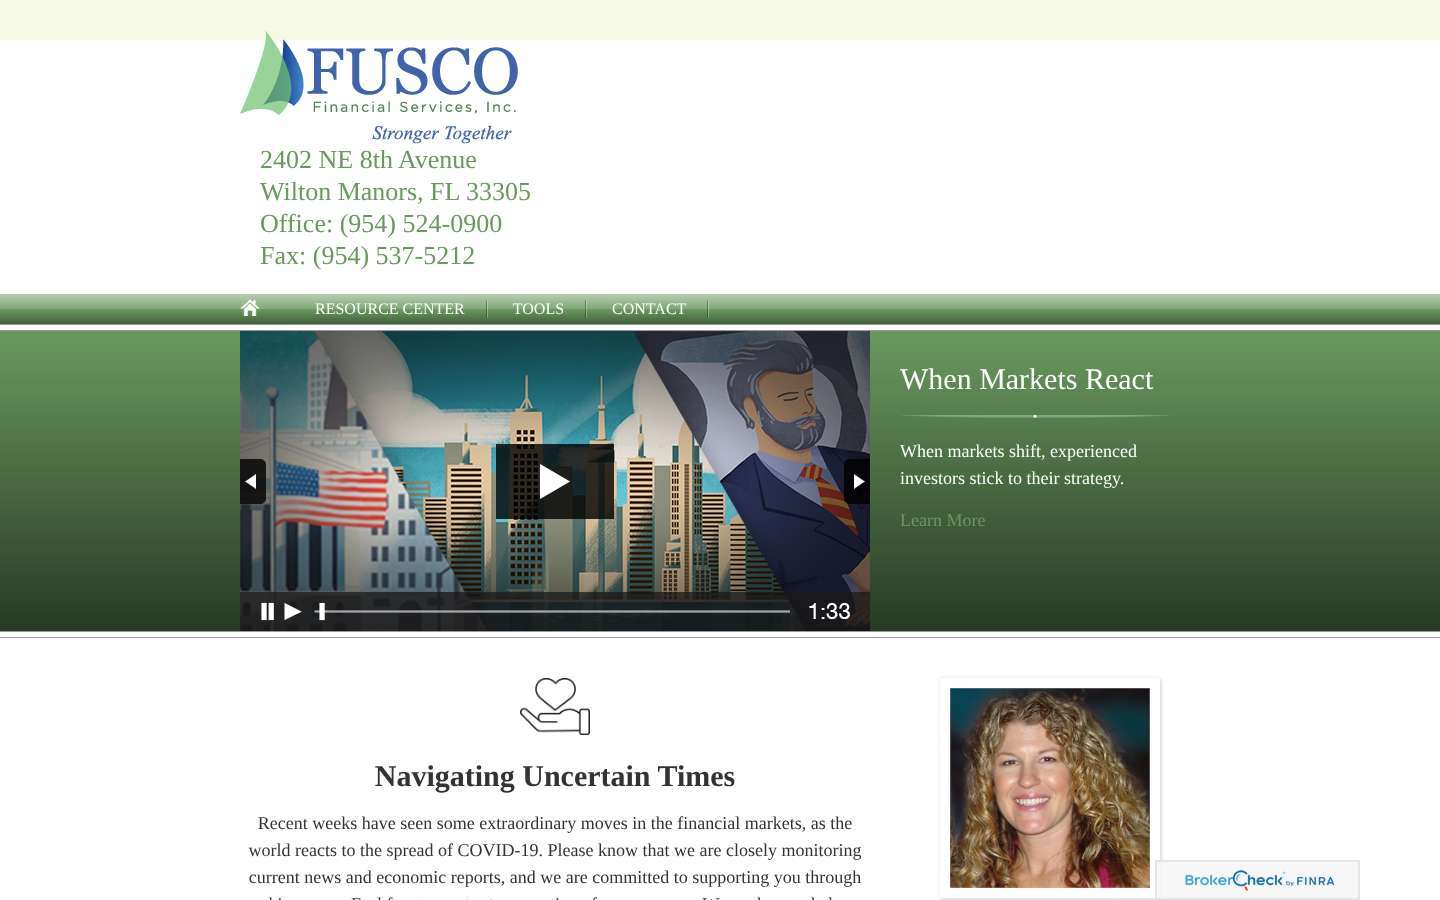 FUSCO
Financial Services, Inc.
Stronger Together
2402 NE 8th Avenue
Wilton Manors, FL 33305
Office: (954) 524-0900
Fax: (954) 537-5212
RESOURCE CENTER
TOOLS
CONTACT
When Markets React
When markets shift, experienced
investors stick to their strategy.
Learn More
1:33
Navigating Uncertain Times
Recent weeks have seen some extraordinary moves in the financial markets, as the
world reacts to the spread of COVID-19. Please know that we are closely monitoring
current news and economic reports, and we are committed to supporting you through
BrokerCheck by FINRA